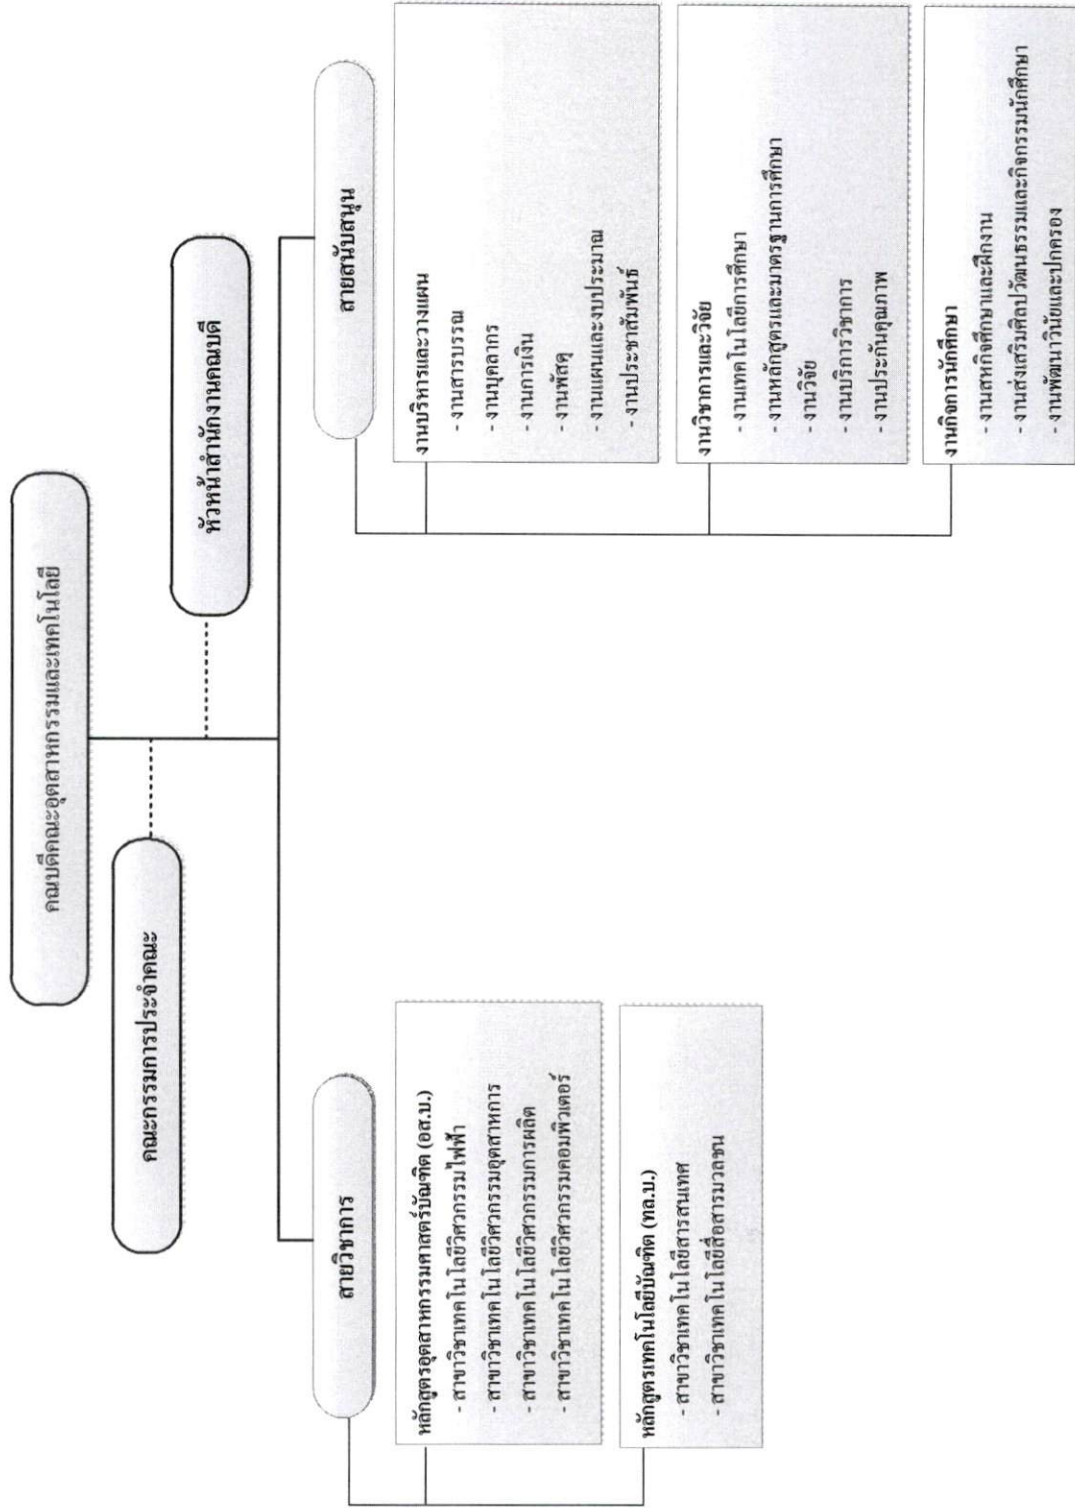 คณบดีคณะอุตสาหกรรมและเทคโนโลยี
คณะกรรมการประจำคณะ
หัวหน้าสำนักงานคณบดี
สายวิชาการ
หลักสูตรอุตสาหกรรมศาสตร์บัณฑิต (อส.บ.)
- สาขาวิชาเทคโนโลยีวิศวกรรมไฟฟ้า
- สาขาวิชาเทคโนโลยีวิศวกรรมอุตสาหการ
- สาขาวิชาเทคโนโลยีวิศวกรรมการผลิต
- สาขาวิชาเทคโนโลยีวิศวกรรมคอมพิวเตอร์
หลักสูตรเทคโนโลยีบัณฑิต (ทล.บ.)
- สาขาวิชาเทคโนโลยีสารสนเทศ
- สาขาวิชาเทคโนโลยีสื่อสารมวลชน
สายสนับสนุน
งานบริหารและวางแผน
- งานสารบรรณ
- งานบุคลากร
- งานการเงิน
- งานพัสดุ
- งานแผนและงบประมาณ
- งานประชาสัมพันธ์
งานวิชาการและวิจัย
- งานเทคโนโลยีการศึกษา
- งานหลักสูตรและมาตรฐานการศึกษา
- งานวิจัย
- งานบริการวิชาการ
- งานประกันคุณภาพ
งานกิจการนักศึกษา
- งานสหกิจศึกษาและฝึกงาน
- งานส่งเสริมศิลปวัฒนธรรมและกิจกรรมนักศึกษา
- งานพัฒนาวินัยและปกครอง